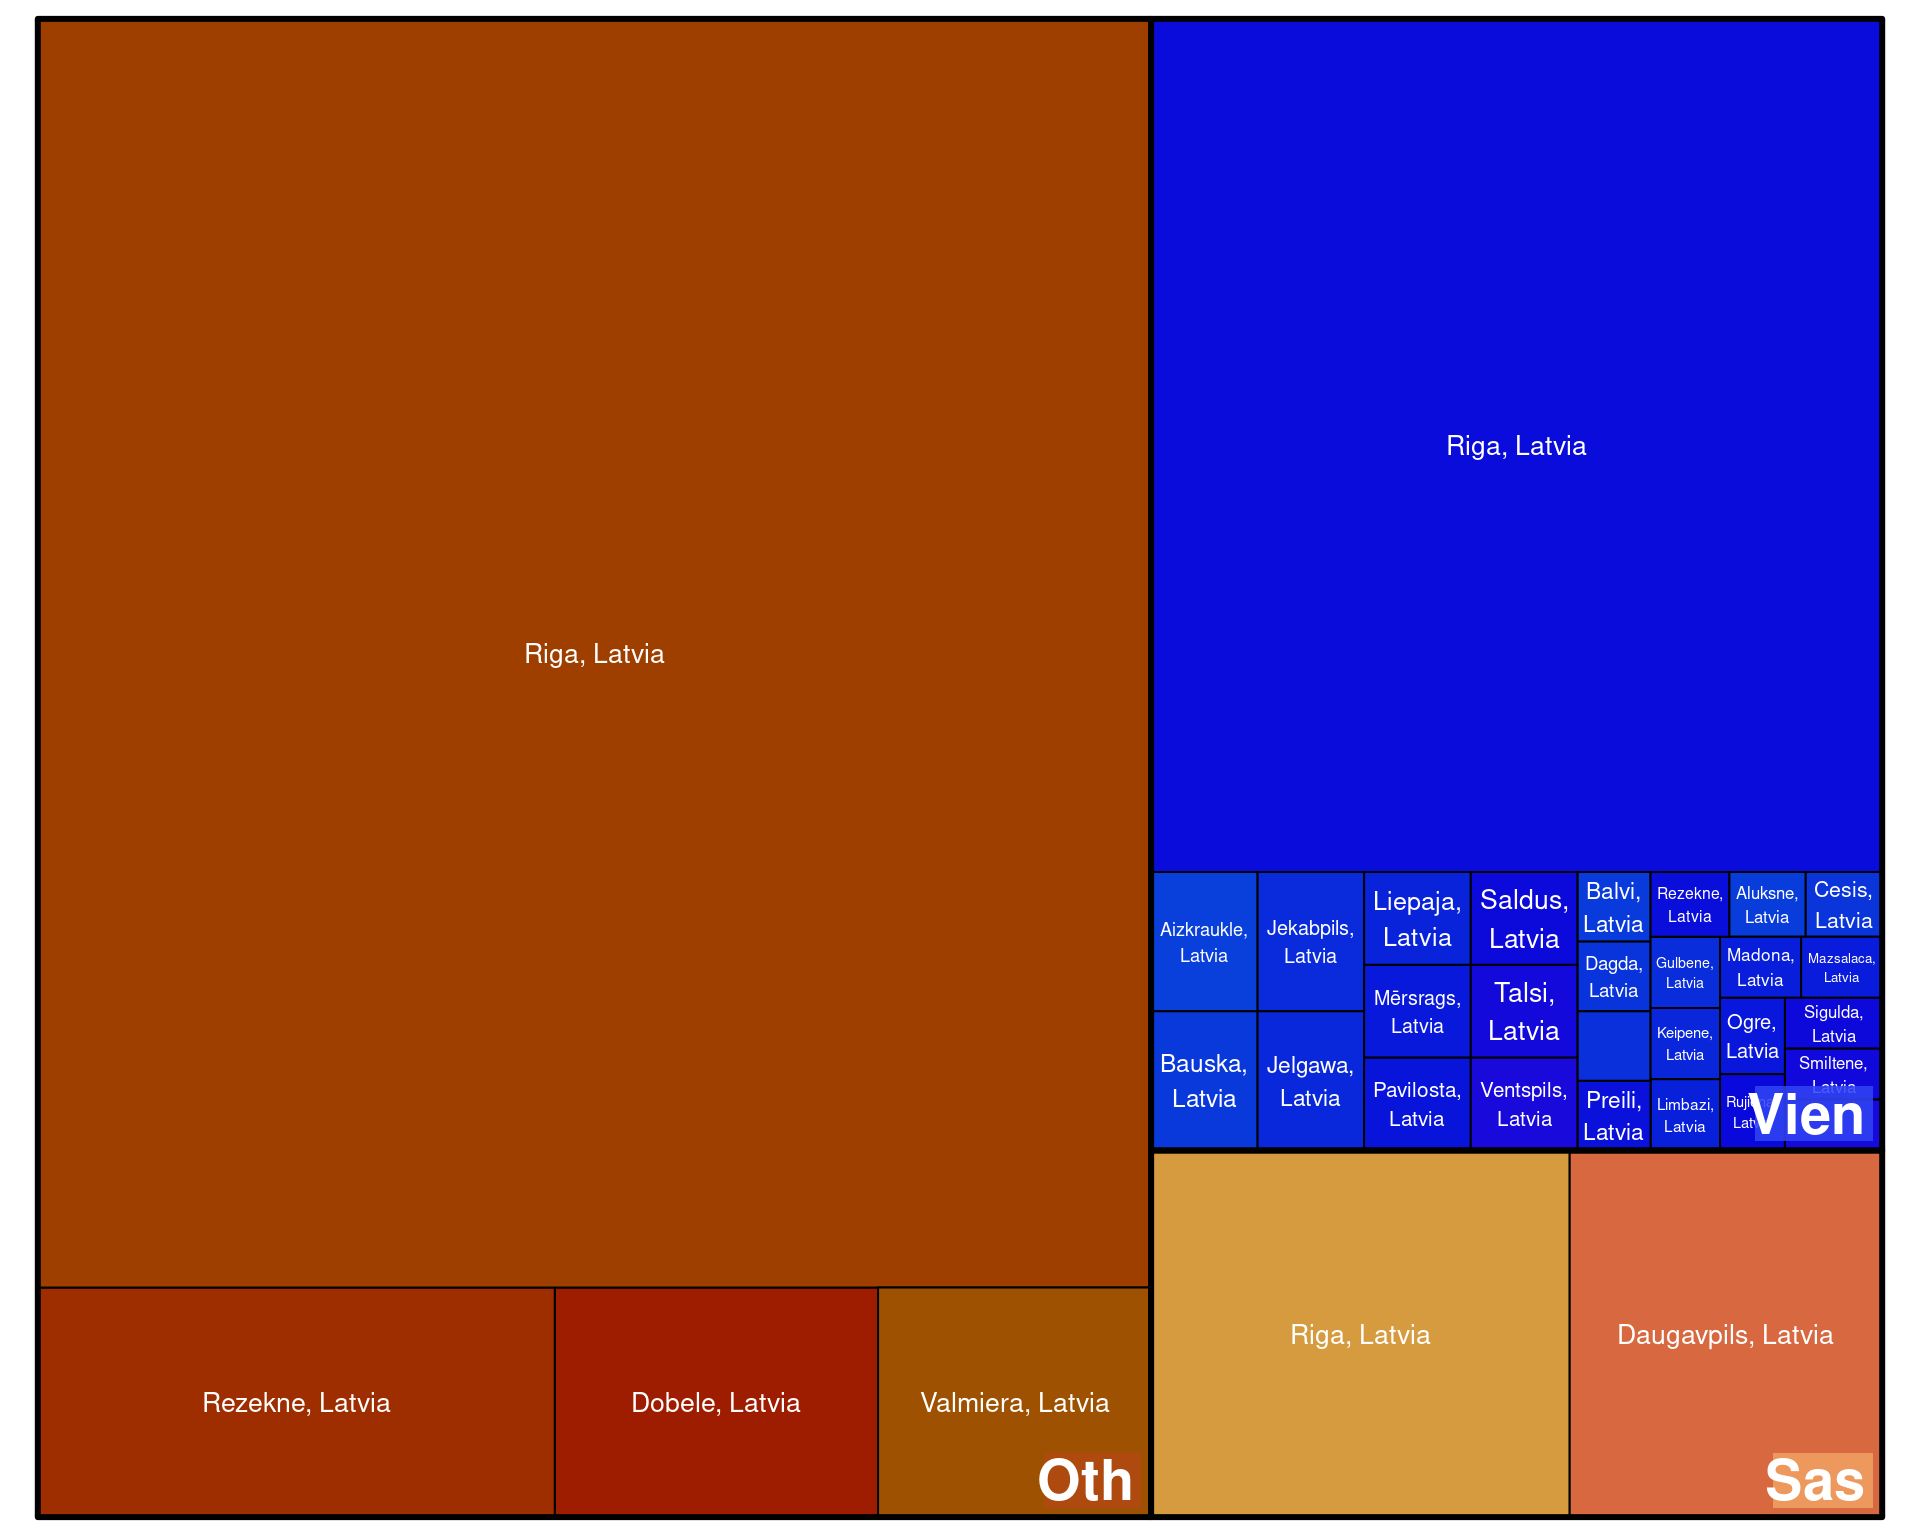 Riga, Latvia
Rezekne, Latvia
Dobele, Latvia
Valmiera, Latvia
Oth
Riga, Latvia
Aizkraukle,
Latvia
Bauska,
Latvia
Jekabpils,
Latvia
Jelgawa,
Latvia
Liepaja,
Latvia
Mērsrags,
Latvia
Pavilosta,
Latvia
Saldus,
Latvia
Talsi,
Latvia
Ventspils,
Latvia
Balvi,
Latvia
Dagda,
Latvia
Preili,
Latvia
Rezekne,
Latvia
Aluksne,
Latvia
Cesis,
Latvia
Gulbene,
Latvia
Keipene,
Latvia
Limbazi,
Latvia
Madona,
Latvia
Mazsalaca,
Latvia
Ogre,
Latvia
Sigulda,
Latvia
Smiltene,
Latvia
Vien
Riga, Latvia
Daugavpils, Latvia
Sas